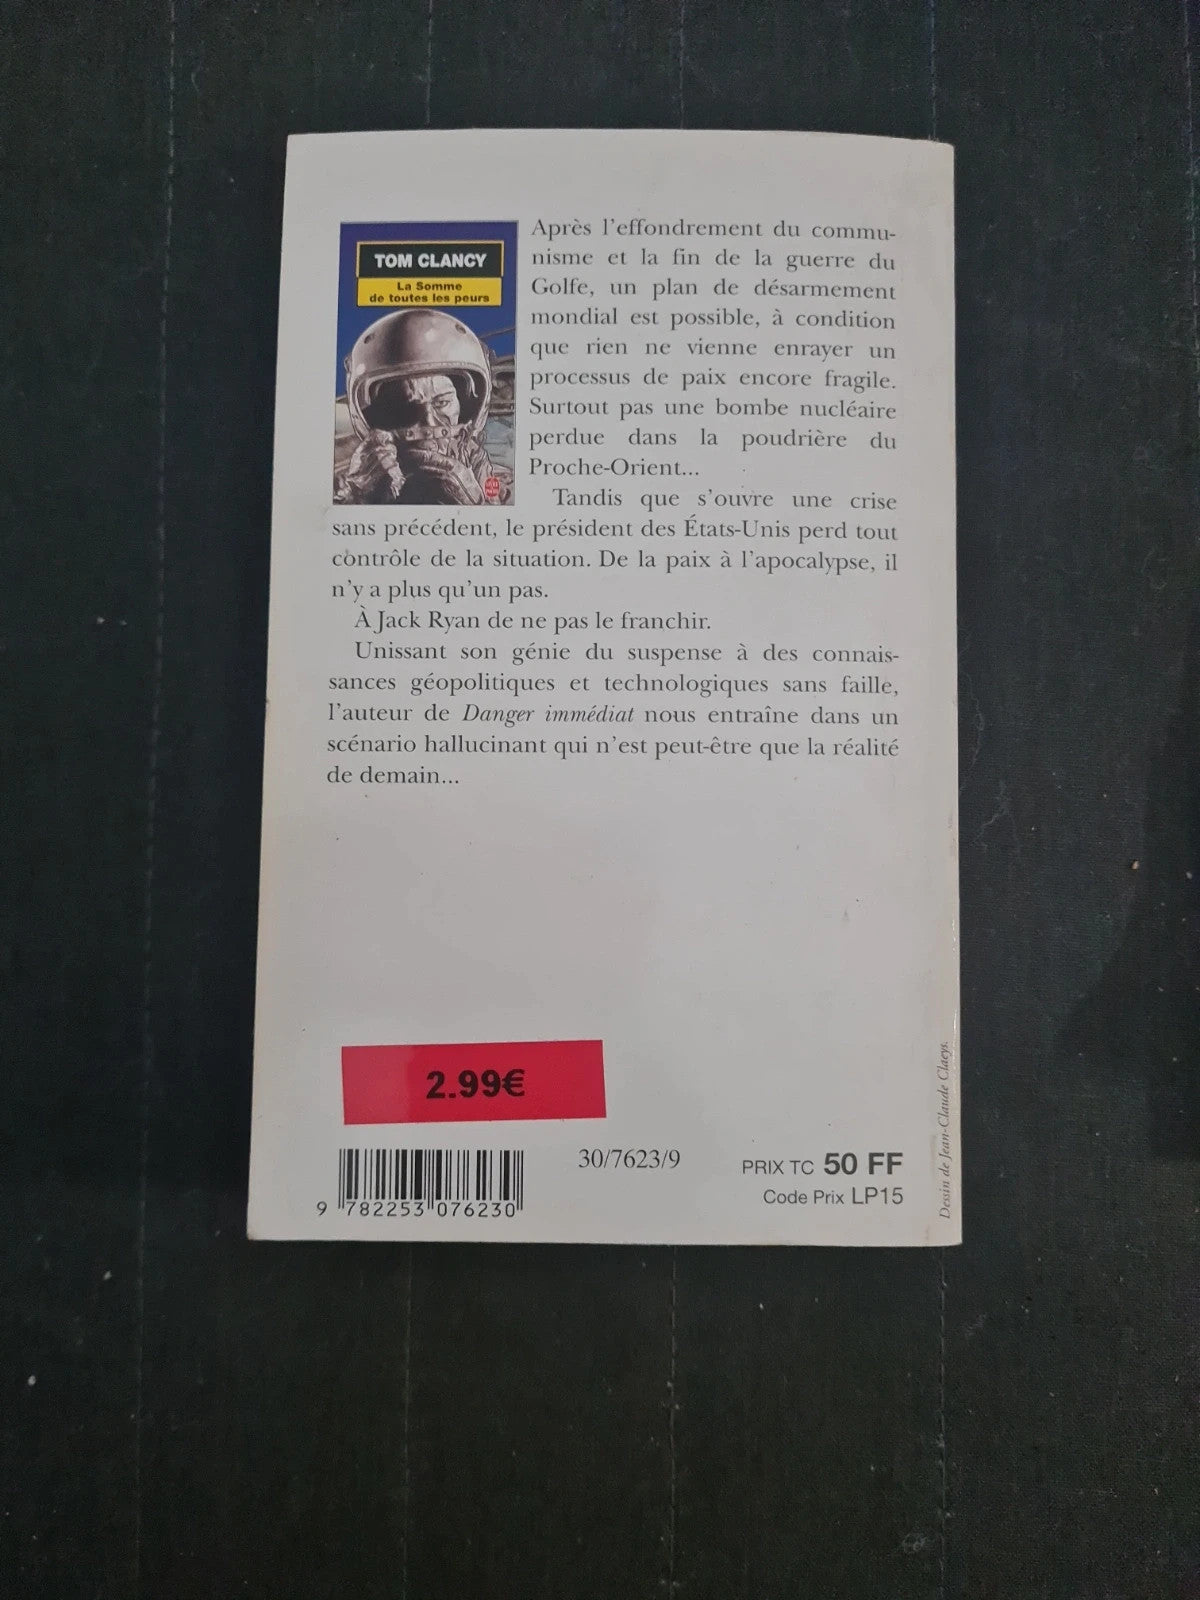 TOM CLANCY
La Somme
de toutes les peurs
Après l'effondrement du commu-
nisme et la fin de la guerre du
Golfe, un plan de désarmement
mondial est possible, à condition
que rien ne vienne enrayer un
processus de paix encore fragile.
Surtout pas une bombe nucléaire
perdue dans la poudrière du
Proche-Orient...
Tandis que s'ouvre une crise
sans précédent, le président des États-Unis perd tout
contrôle de la situation. De la paix à l'apocalypse, il
n'y a plus qu'un pas.
À Jack Ryan de ne pas le franchir.
Unissant son génie du suspense à des connais-
sances géopolitiques et technologiques sans faille,
l'auteur de Danger immédiat nous entraîne dans un
scénario hallucinant qui n'est peut-être que la réalité
de demain...
2.99€
30/7623/9
PRIX TC 50 FF
Code Prix LP15
9 782253 076230
Dessin de Jean-Claude Claeys.